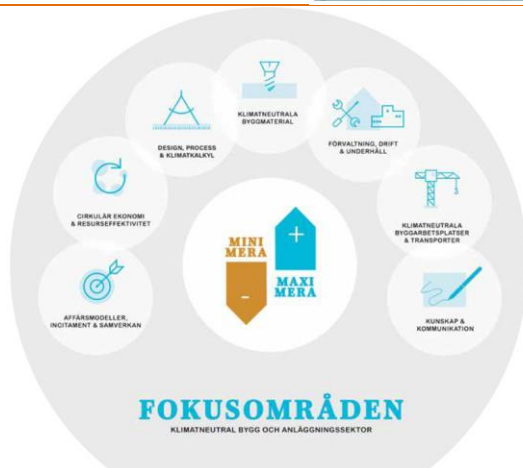 KLIMATNEUTRALA
BYGGMATERIAL
DESIGN, PROCESS
& KLIMATKALKYL
FÖRVALTNING, DRIFT
& UNDERHÅLL
CIRKULÄR EKONOMI
& RESURSEFFEKTIVITET
KLIMATNEUTRALA
BYGGARBETSPLATSER
& TRANSPORTER
MINI
MERA
+
-
MAXI
MERA
AFFÄRSMODELLER,
INCITAMENT & SAMVERKAN
KUNSKAP &
KOMMUNIKATION
FOKUSOMRÅDEN
KLIMATNEUTRAL BYGG OCH ANLÄGGNINGSSEKTOR